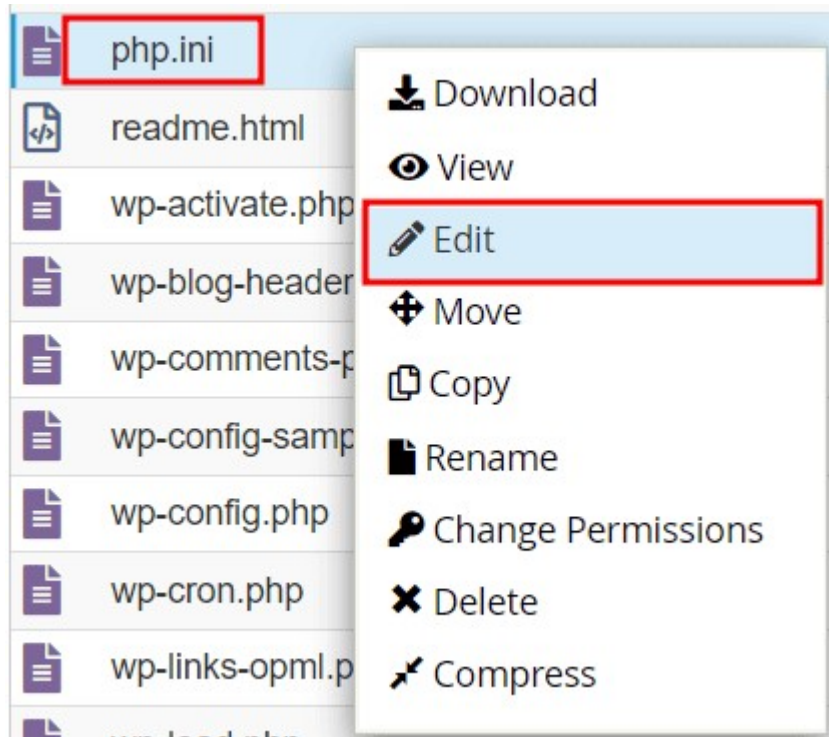 php.ini
readme.html
wp-activate.php
wp-blog-header
wp-comments-p
wp-config-samp
wp-config.php
wp-cron.php
wp-links-opml.p
Download
View
Edit
Move
Copy
Rename
Change Permissions
Delete
Compress